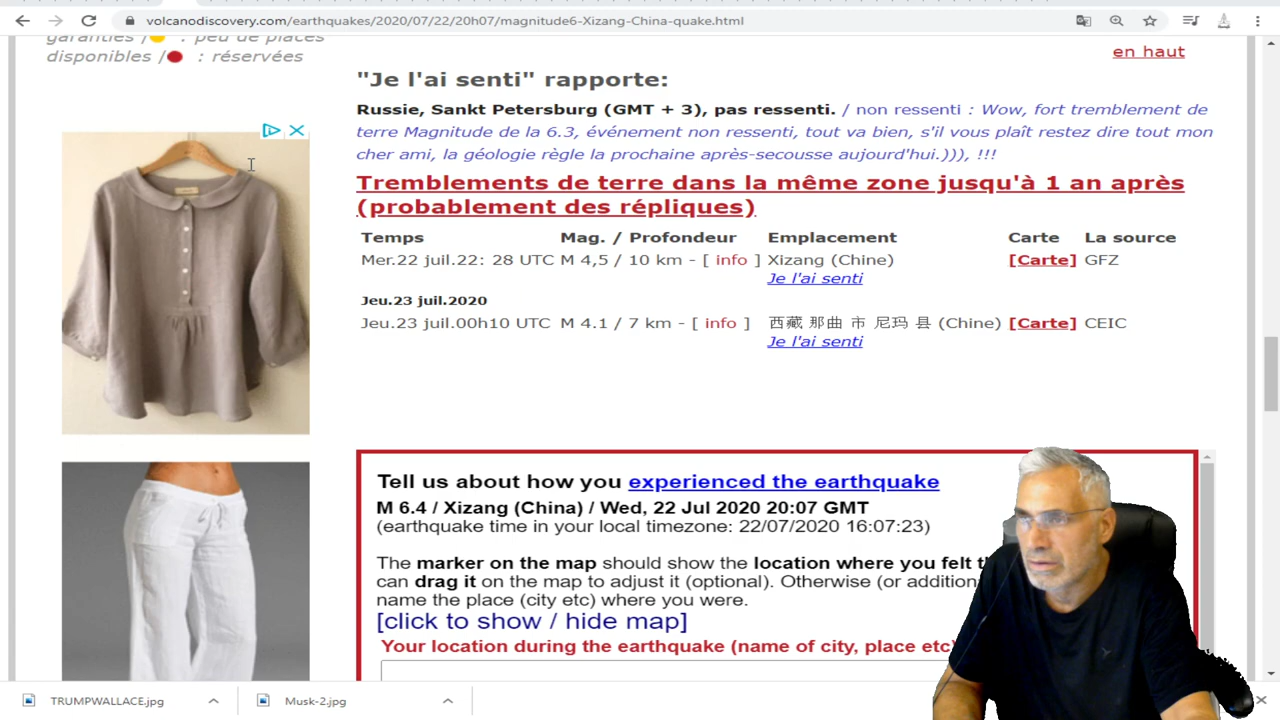 volcanodiscovery.com/earthquakes/2020/07/22/20h07/magnitude6-Xizang-China-quake.html
garanties / : peu de places
disponibles / : réservées
en haut
"Je l'ai senti" rapporte:
Russie, Sankt Petersburg (GMT + 3), pas ressenti. / non ressenti : Wow, fort tremblement de
terre Magnitude de la 6.3, événement non ressenti, tout va bien, s'il vous plaît restez dire tout mon
cher ami, la géologie règle la prochaine après-secousse aujourd'hui.))), !!!
Tremblements de terre dans la même zone jusqu'à 1 an après
(probablement des répliques)
Temps Mag. / Profondeur Emplacement Carte La source
Mer.22 juil.22: 28 UTC M 4,5 / 10 km - [ info ] Xizang (Chine) [Carte] GFZ
Je l'ai senti
Jeu.23 juil.2020
Jeu.23 juil.00h10 UTC M 4.1 / 7 km - [ info ] 西藏 那曲 市 尼玛 县 (Chine) [Carte] CEIC
Je l'ai senti
Tell us about how you experienced the earthquake
M 6.4 / Xizang (China) / Wed, 22 Jul 2020 20:07 GMT
(earthquake time in your local timezone: 22/07/2020 16:07:23)
The marker on the map should show the location where you felt
can drag it on the map to adjust it (optional). Otherwise (or
name the place (city etc) where you were.
[click to show / hide map]
Your location during the earthquake (name of city, place etc)
TRUMPWALLACE.jpg
Musk-2.jpg